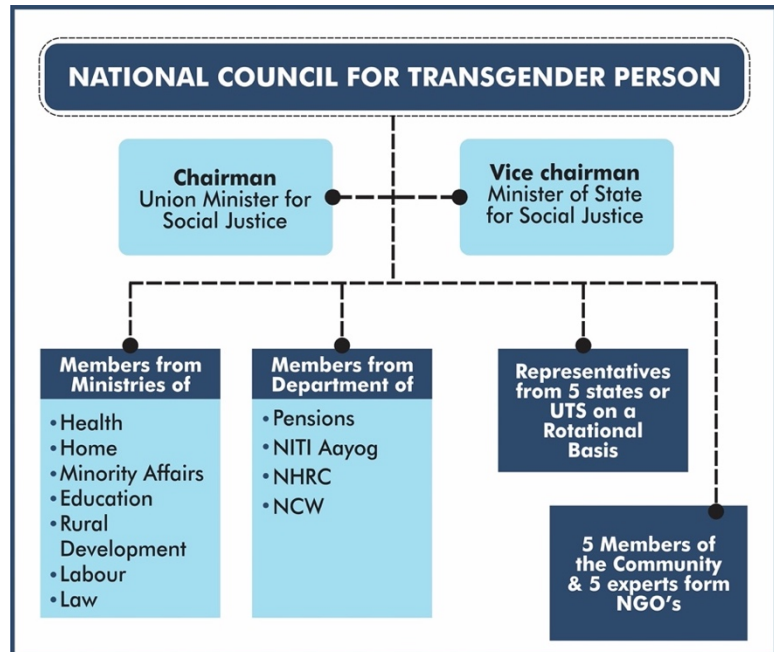 NATIONAL COUNCIL FOR TRANSGENDER PERSON
Chairman
Union Minister for
Social Justice
Vice chairman
Minister of State
for Social Justice
Members from
Ministries of
• Health
• Home
• Minority Affairs
• Education
• Rural
Development
• Labour
• Law
Members from
Department of
• Pensions
• NITI Aayog
• NHRC
• NCW
Representatives
from 5 states or
UTS on a
Rotational
Basis
5 Members of
the Community
& 5 experts form
NGO's